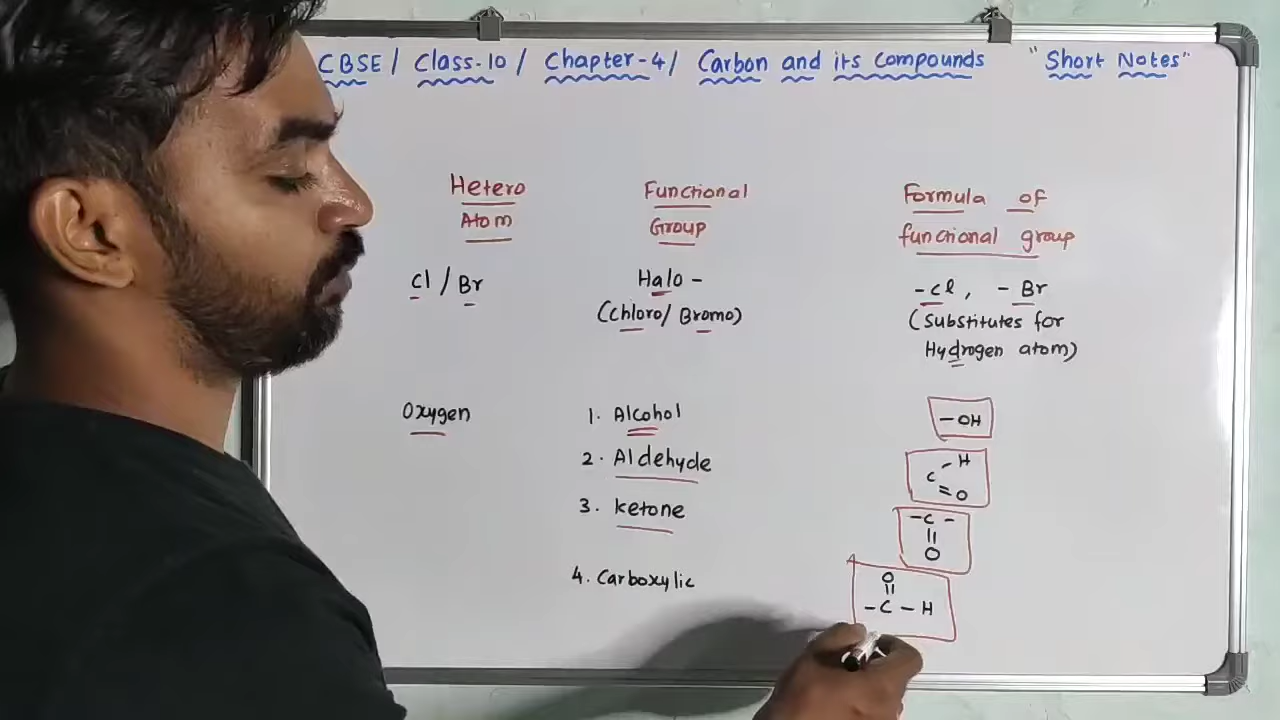 CBSE / Class-10 / Chapter-4 / Carbon and its Compounds "Short Notes"
Hetero Atom
Functional Group
Formula of functional group
Cl / Br
Halo -
(Chloro/ Bromo)
-Cl, - Br
(Substitutes for
Hydrogen atom)
Oxygen
1. Alcohol
-OH
2. Aldehyde
C - H
= O
3. Ketone
-C -
||
O
4. Carboxylic
O
||
-C - H